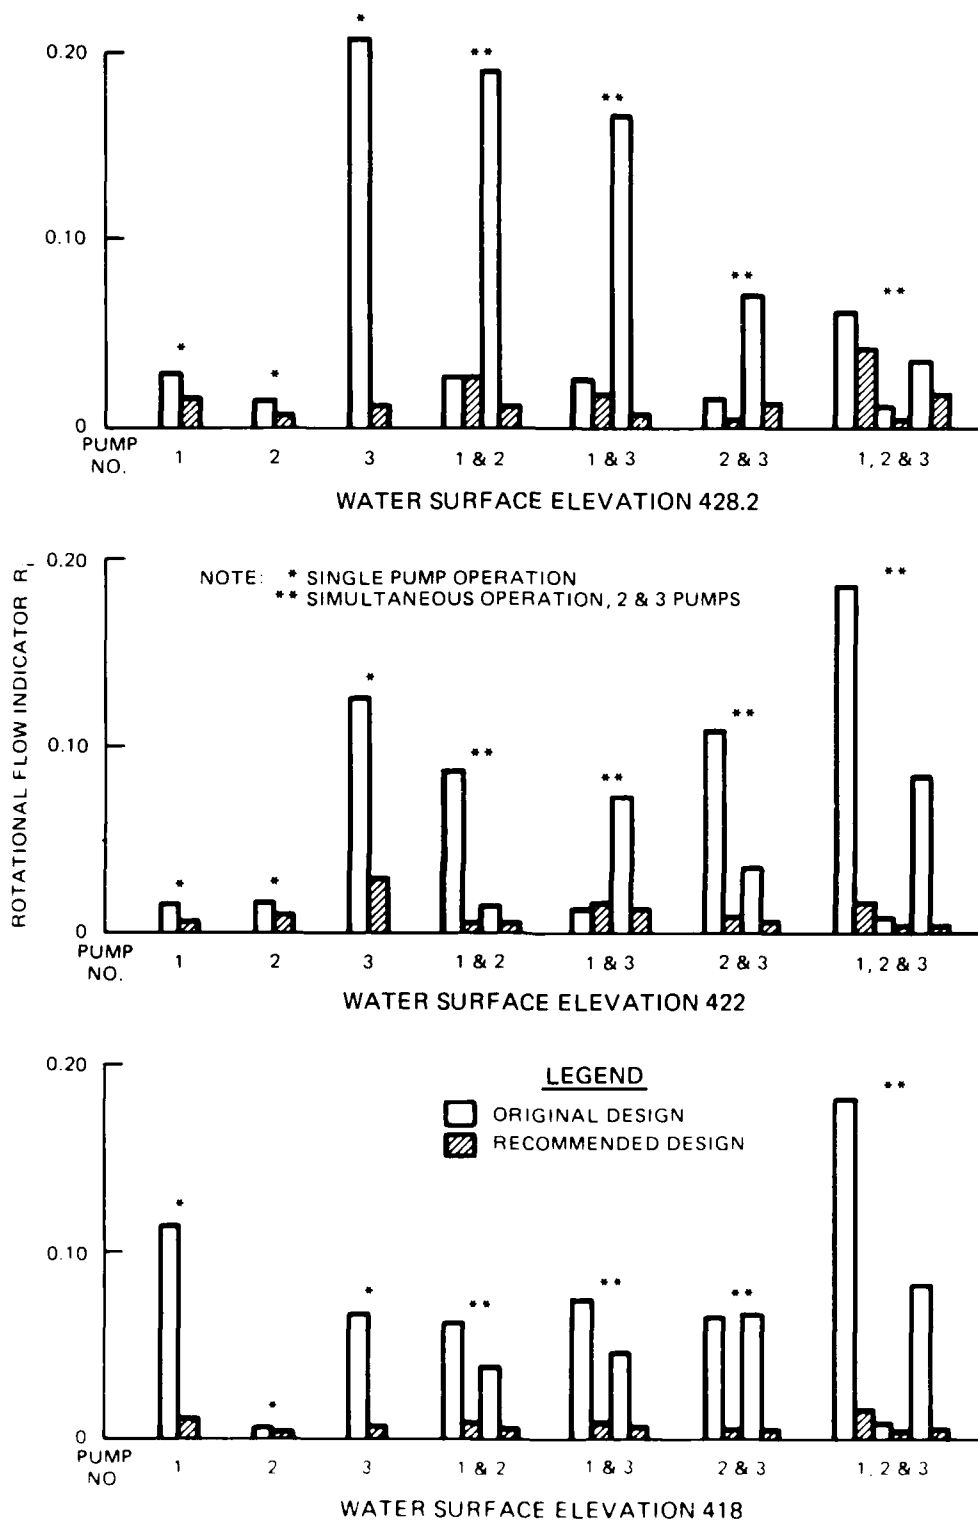 0.20
*
* *
* *
0.10
* *
* *
*
*
0
PUMP NO.
1
2
3
1 & 2
1 & 3
2 & 3
1, 2 & 3
WATER SURFACE ELEVATION 428.2
ROTATIONAL FLOW INDICATOR Ri
0.20
NOTE: * SINGLE PUMP OPERATION
** SIMULTANEOUS OPERATION, 2 & 3 PUMPS
* *
*
* *
0.10
* *
* *
*
*
0
PUMP NO.
1
2
3
1 & 2
1 & 3
2 & 3
1, 2 & 3
WATER SURFACE ELEVATION 422
0.20
LEGEND
ORIGINAL DESIGN
RECOMMENDED DESIGN
* *
*
0.10
*
* *
* *
* *
*
0
PUMP NO
1
2
3
1 & 2
1 & 3
2 & 3
1, 2 & 3
WATER SURFACE ELEVATION 418